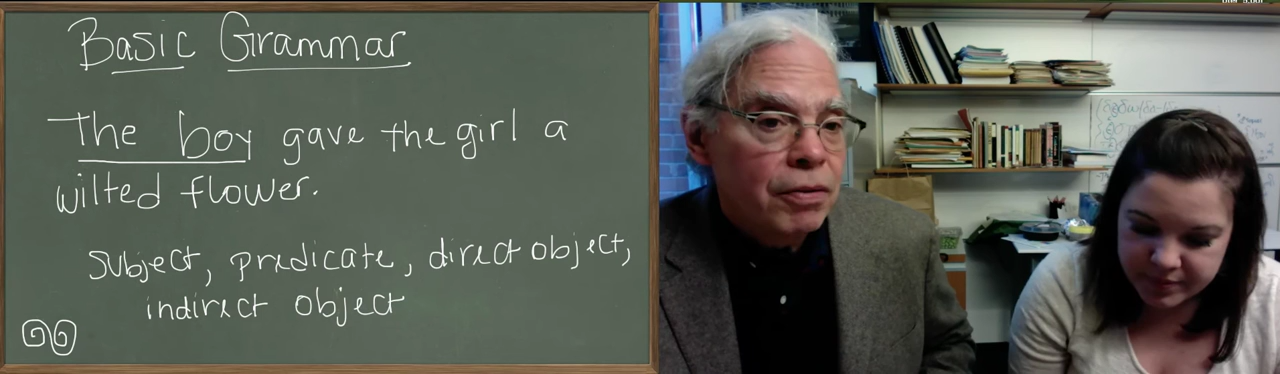 Basic Grammar
The boy gave the girl a
wilted flower.
subject, predicate, direct object,
indirect object